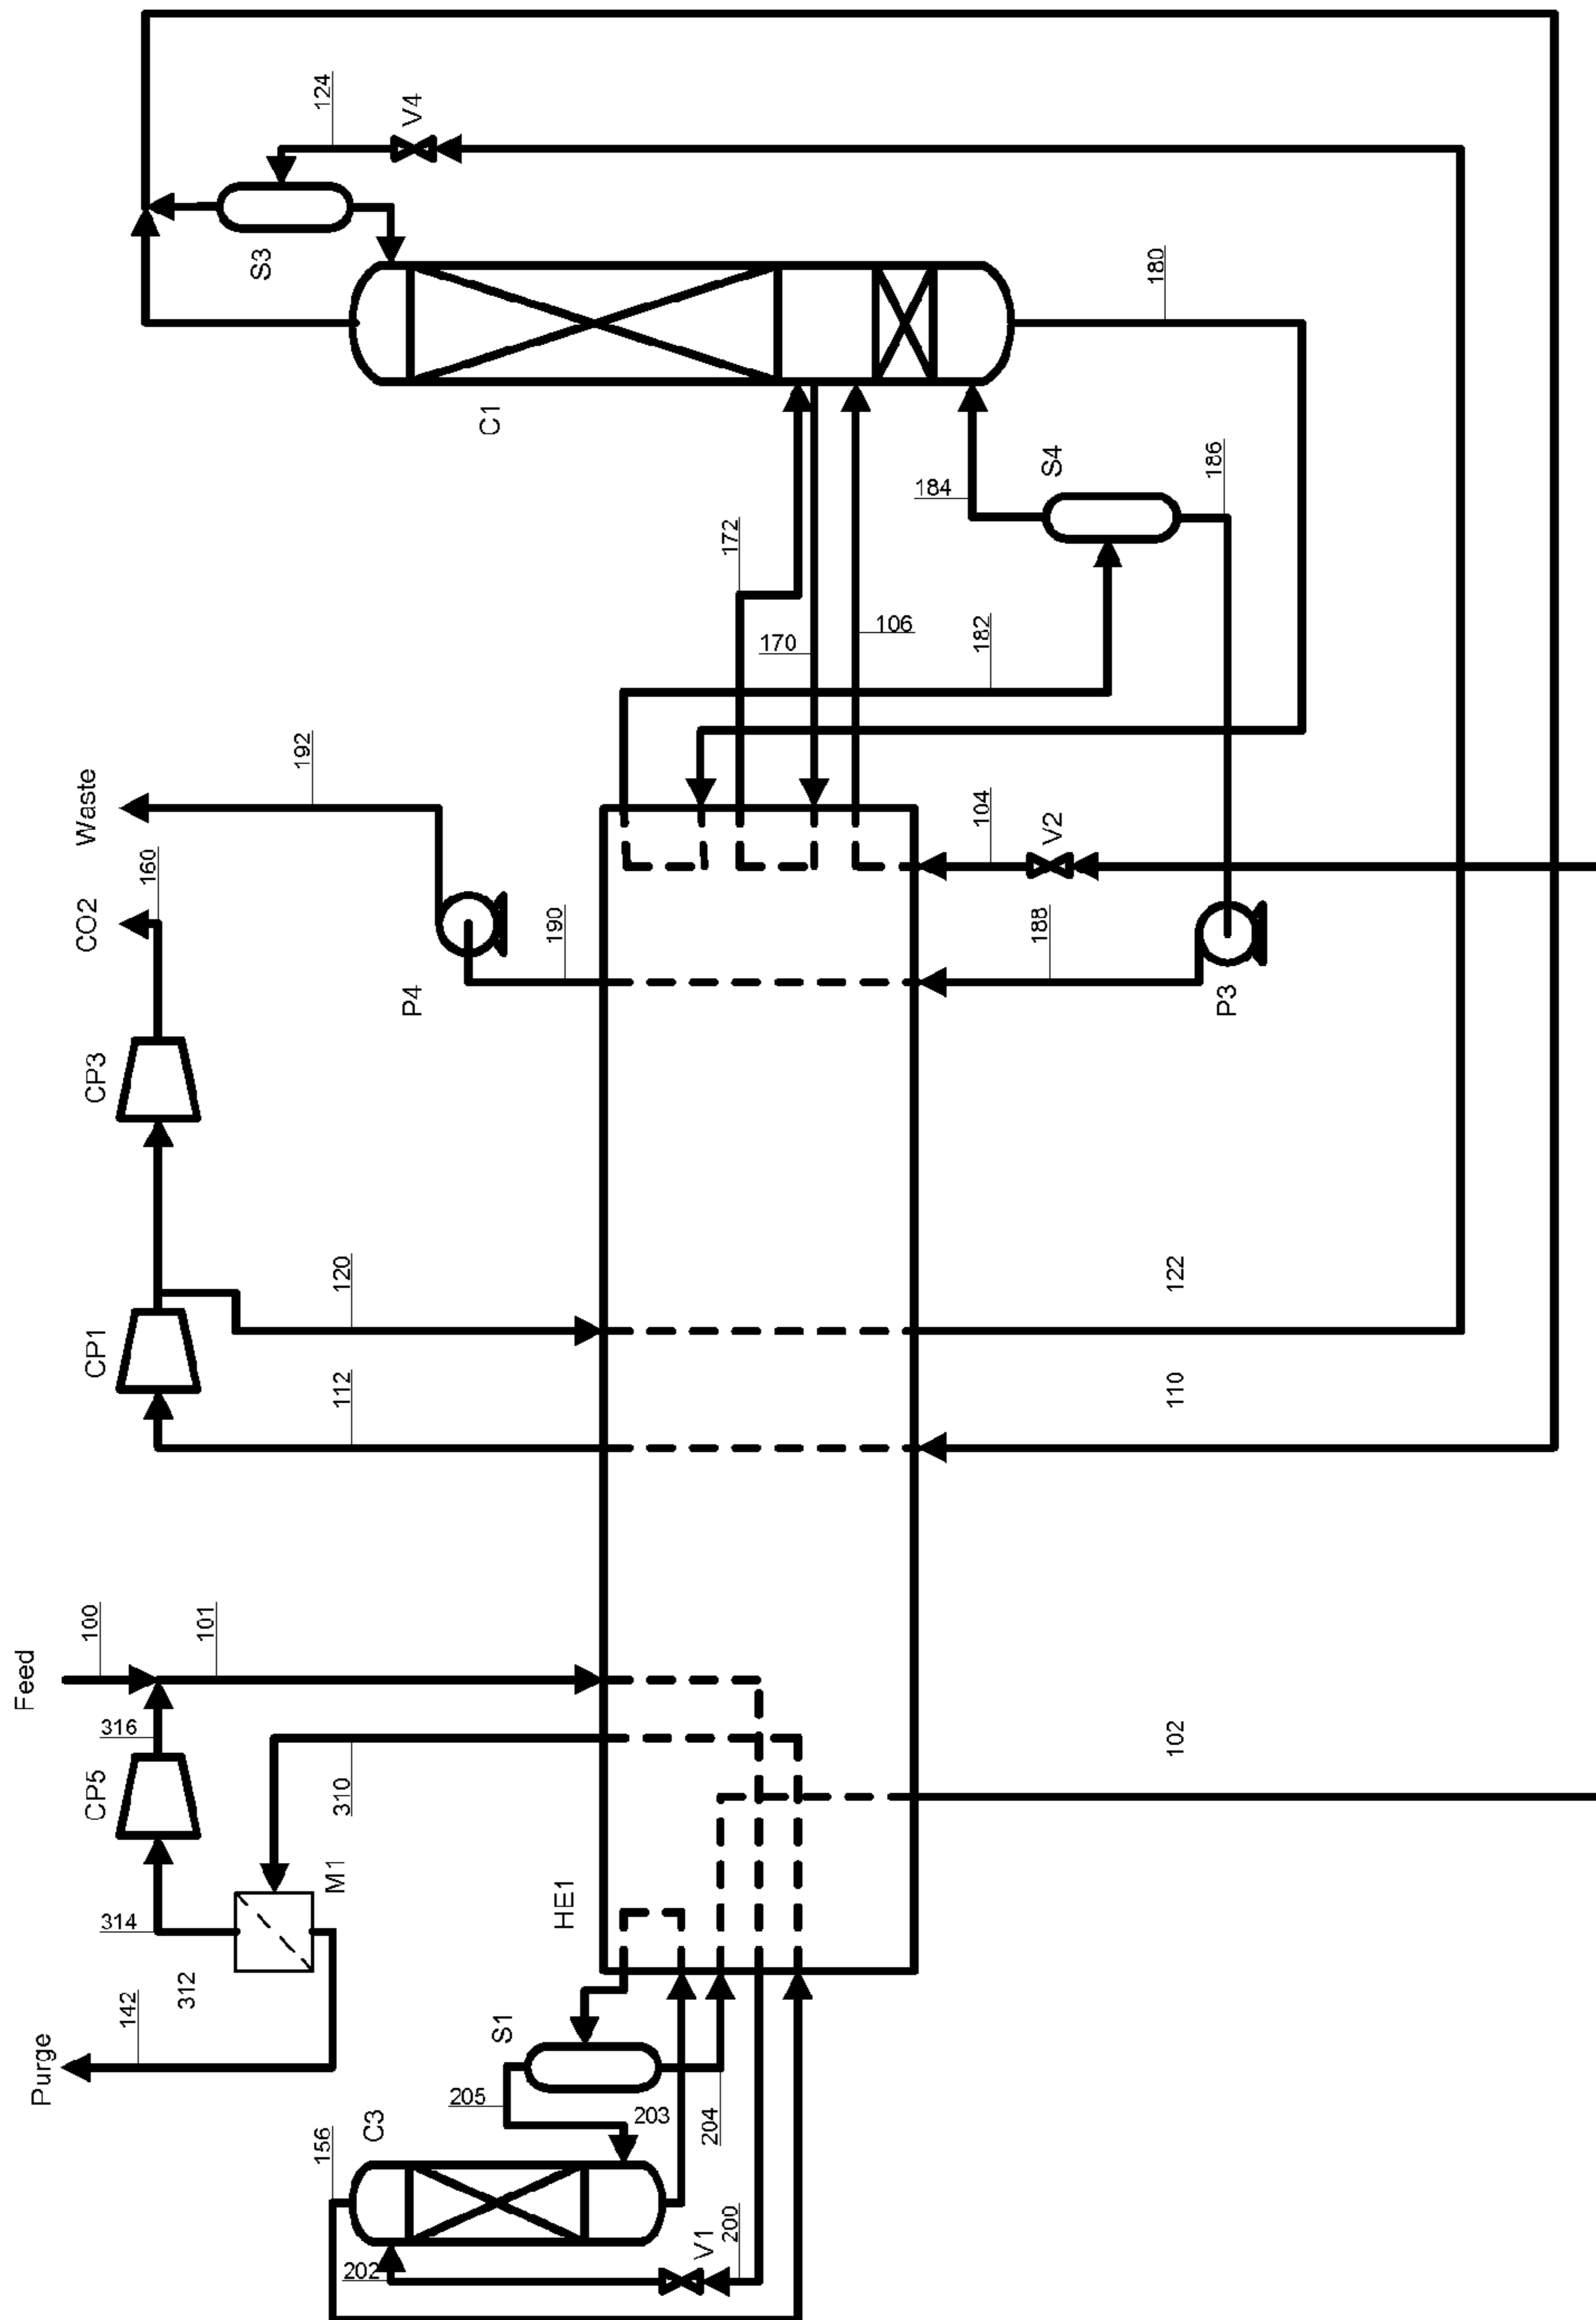 124
V4
S3
180
C1
S4
186
184
172
106
182
170
192
Waste
160
CO2
104
V2
190
188
P4
P3
CP3
120
122
CP1
112
110
Feed
100
101
316
102
CP5
310
M1
314
HE1
312
142
S1
Purge
205
203
204
C3
156
200
V1
202